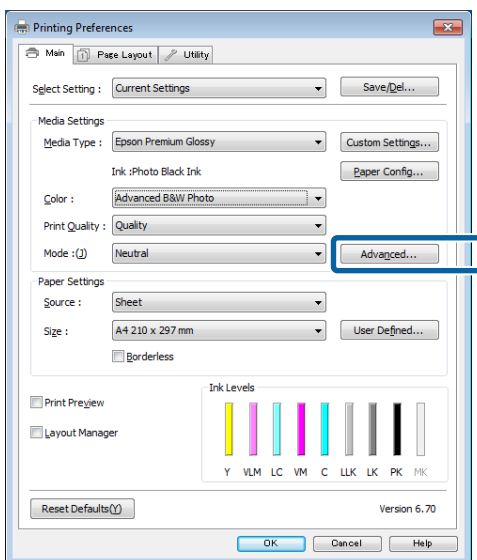 Printing Preferences
Main Page Layout Utility
Select Setting : Current Settings Save/Del...
Media Settings
Media Type : Epson Premium Glossy Custom Settings...
Ink :Photo Black Ink Paper Config...
Color : Advanced B&W Photo
Print Quality : Quality
Mode :(J) Neutral Advanced...
Paper Settings
Source : Sheet
Size : A4 210 x 297 mm User Defined...
Borderless
Ink Levels
Print Preview
Layout Manager
Y VLM LC VM C LLK LK PK MK
Reset Defaults(Y) Version 6.70
OK Cancel Help